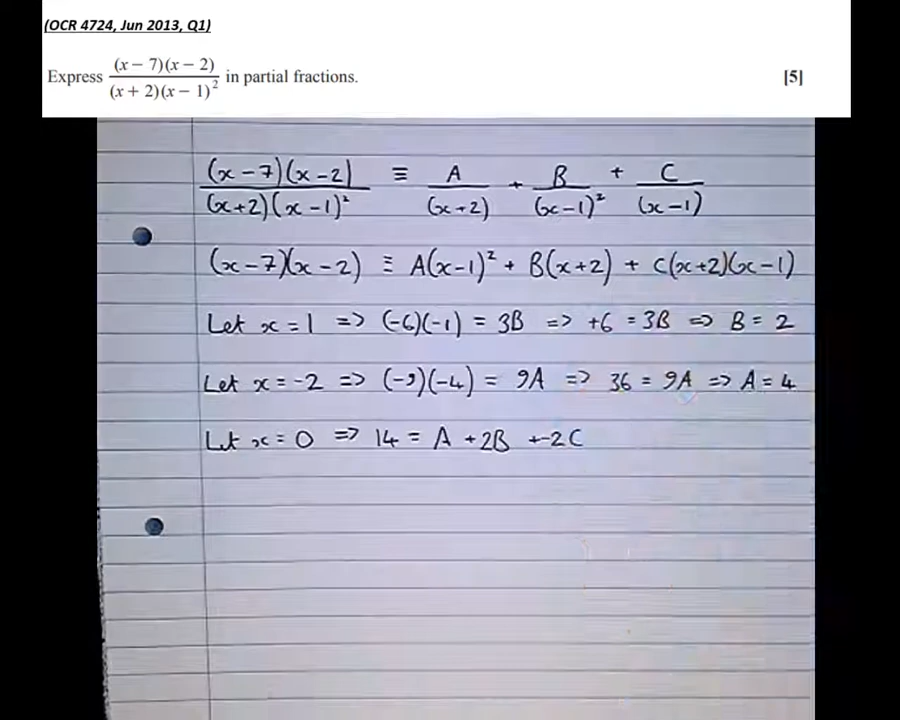 (OCR 4724, Jun 2013, Q1)
Express (x − 7)(x − 2) / (x + 2)(x − 1)² in partial fractions. [5]
(x − 7)(x − 2) / (x + 2)(x − 1)² ≡ A / (x + 2) + B / (x − 1)² + C / (x − 1)
(x − 7)(x − 2) ≡ A(x − 1)² + B(x + 2) + C(x + 2)(x − 1)
Let x = 1 => (−6)(−1) = 3B => +6 = 3B => B = 2
Let x = −2 => (−9)(−4) = 9A => 36 = 9A => A = 4
Let x = 0 => 14 = A + 2B + −2C